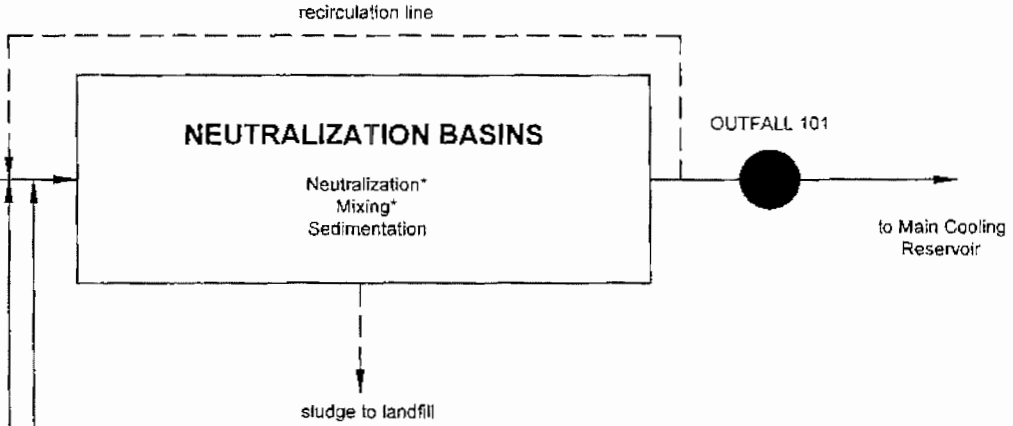 recirculation line
NEUTRALIZATION BASINS
OUTFALL 101
Neutralization*
Mixing*
Sedimentation
to Main Cooling
Reservoir
sludge to landfill